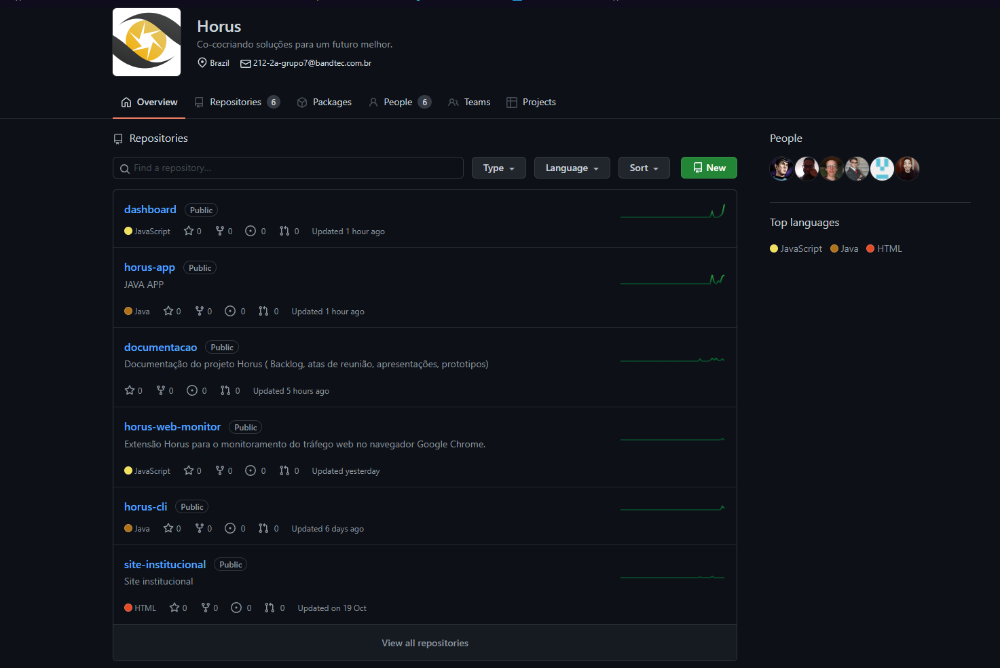 Horus
Co-cocriando soluções para um futuro melhor.
Brazil 212-2a-grupo7@bandtec.com.br
Overview Repositories 6 Packages People 6 Teams Projects
Repositories
Find a repository...
Type Language Sort New
dashboard Public
JavaScript 0 0 0 0 Updated 1 hour ago
horus-app Public
JAVA APP
Java 0 0 0 0 Updated 1 hour ago
documentacao Public
Documentação do projeto Horus ( Backlog, atas de reunião, apresentações, prototipos)
0 0 0 0 Updated 5 hours ago
horus-web-monitor Public
Extensão Horus para o monitoramento do tráfego web no navegador Google Chrome.
JavaScript 0 0 0 0 Updated yesterday
horus-cli Public
Java 0 0 0 0 Updated 6 days ago
site-institucional Public
Site institucional
HTML 0 0 0 0 Updated on 19 Oct
View all repositories
People
Top languages
JavaScript Java HTML